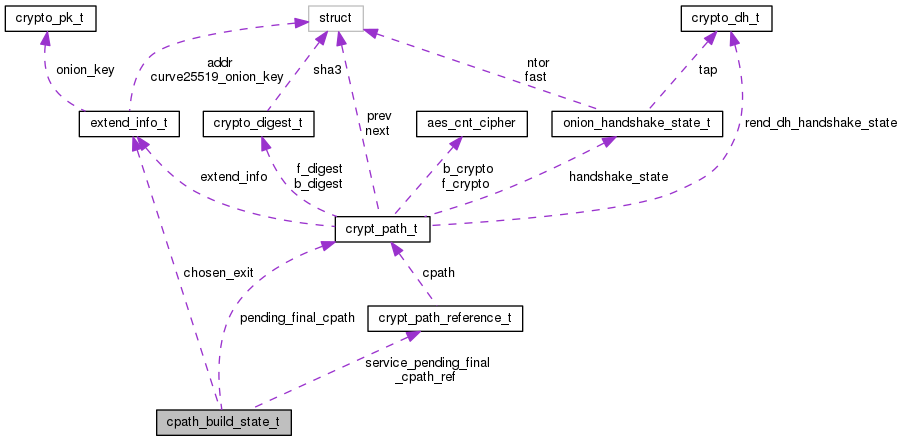 crypto_pk_t
struct
crypto_dh_t
onion_key
addr
curve25519_onion_key
sha3
ntor
fast
tap
extend_info_t
crypto_digest_t
prev
next
aes_cnt_cipher
onion_handshake_state_t
rend_dh_handshake_state
extend_info
f_digest
b_digest
b_crypto
f_crypto
handshake_state
crypt_path_t
chosen_exit
cpath
pending_final_cpath
crypt_path_reference_t
service_pending_final
_cpath_ref
cpath_build_state_t